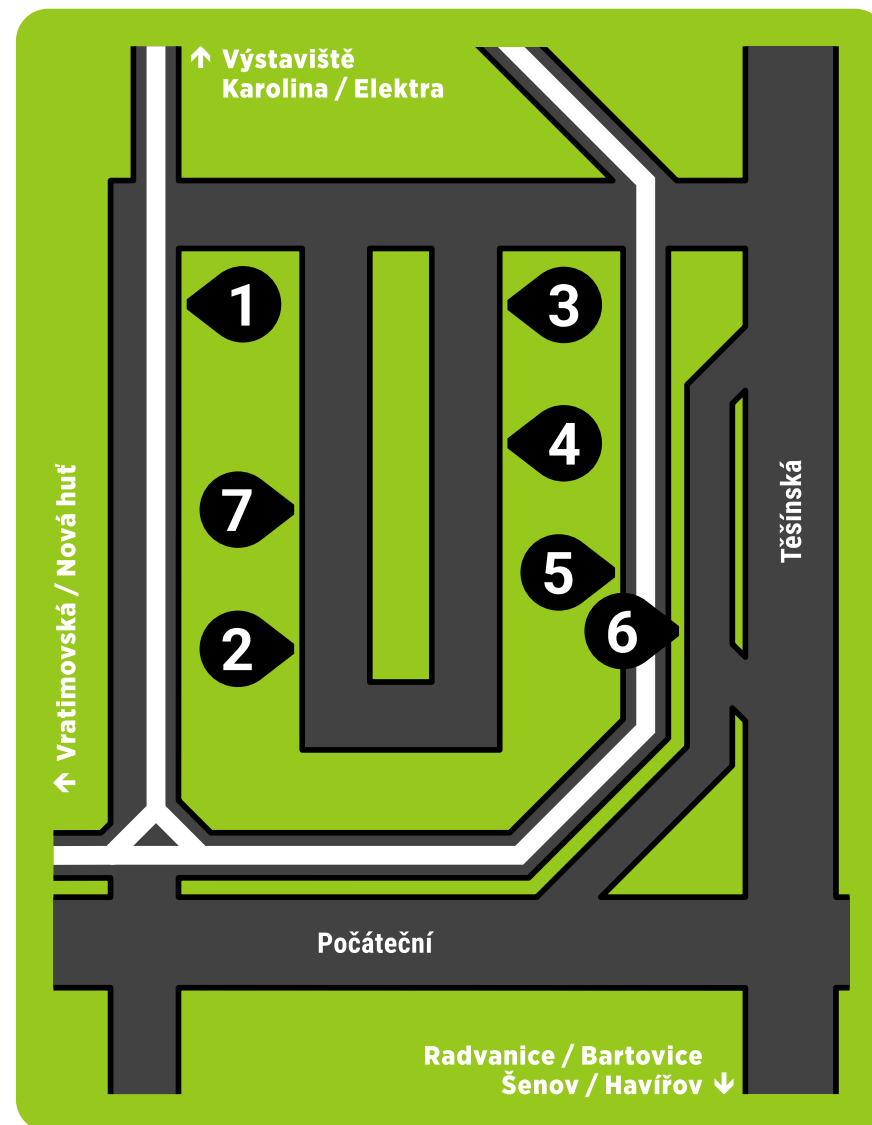 ↑ Výstaviště
Karolina / Elektra
1
3
4
7
5
6
2
↑ Vratimovská / Nová huť
Těšínská
Počáteční
Radvanice / Bartovice
Šenov / Havířov ↓